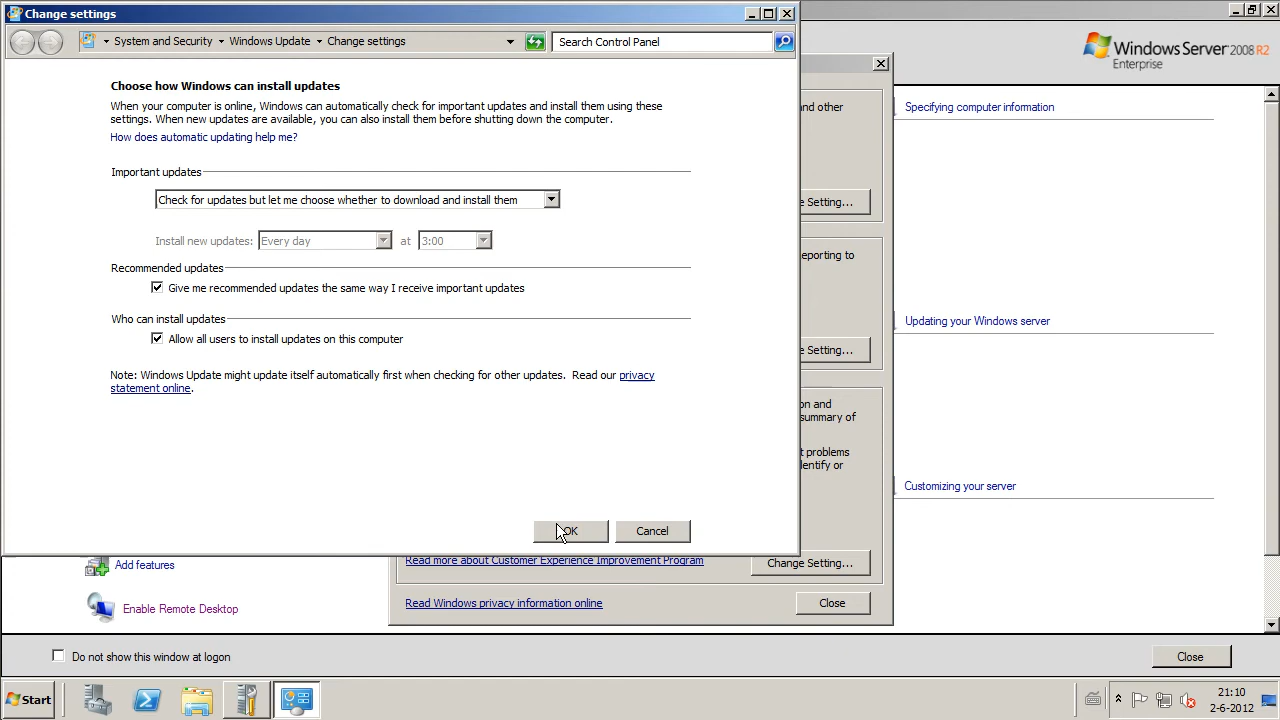 Change settings
System and Security
Windows Update
Change settings
Search Control Panel
Windows Server 2008 R2
Enterprise
Choose how Windows can install updates
When your computer is online, Windows can automatically check for important updates and install them using these
settings. When new updates are available, you can also install them before shutting down the computer.
How does automatic updating help me?
Important updates
Check for updates but let me choose whether to download and install them
Install new updates:
Every day
at
3:00
Recommended updates
Give me recommended updates the same way I receive important updates
Who can install updates
Allow all users to install updates on this computer
Note: Windows Update might update itself automatically first when checking for other updates. Read our privacy
statement online.
OK
Cancel
and other
e Setting...
eporting to
e Setting...
on and
summary of
t problems
dentify or
Read more about Customer Experience Improvement Program
Change Setting...
Read Windows privacy information online
Close
Specifying computer information
Updating your Windows server
Customizing your server
Add features
Enable Remote Desktop
Do not show this window at logon
Close
Start
21:10
2-6-2012